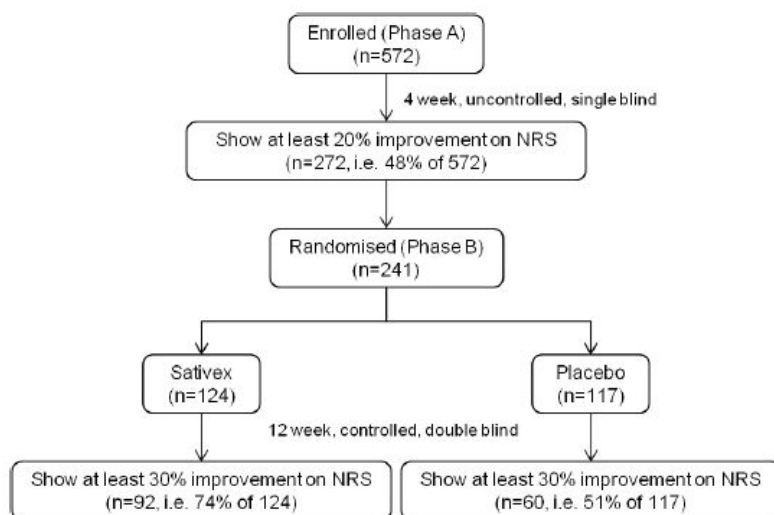 Enrolled (Phase A)
(n=572)
4 week, uncontrolled, single blind
Show at least 20% improvement on NRS
(n=272, i.e. 48% of 572)
Randomised (Phase B)
(n=241)
Sativex
(n=124)
Placebo
(n=117)
12 week, controlled, double blind
Show at least 30% improvement on NRS
(n=92, i.e. 74% of 124)
Show at least 30% improvement on NRS
(n=60, i.e. 51% of 117)